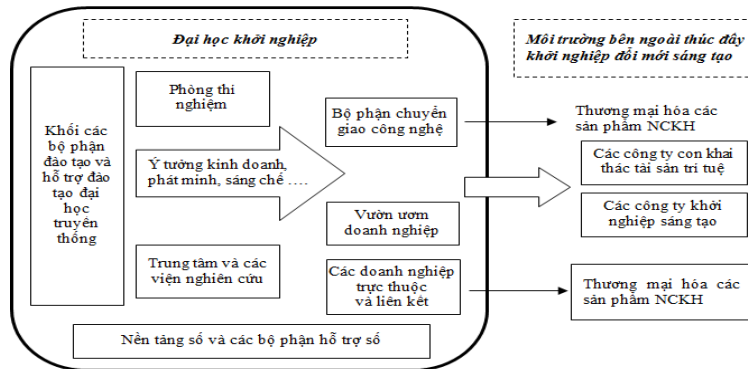 Đại học khởi nghiệp
Môi trường bên ngoài thúc đẩy
khởi nghiệp đổi mới sáng tạo
Khối các
bộ phận
đào tạo và
hỗ trợ đào
tạo đại
học
truyền
thống
Phòng thí
nghiệm
Ý tưởng kinh doanh,
phát minh, sáng chế ....
Trung tâm và các
viện nghiên cứu
Bộ phận chuyển
giao công nghệ
Vườn ươm
doanh nghiệp
Các doanh nghiệp
trực thuộc
và liên kết
Nền tảng số và các bộ phận hỗ trợ số
Thương mại hóa các
sản phẩm NCKH
Các công ty con khai
thác tài sản trí tuệ
Các công ty khởi
nghiệp sáng tạo
Thương mại hóa các
sản phẩm NCKH